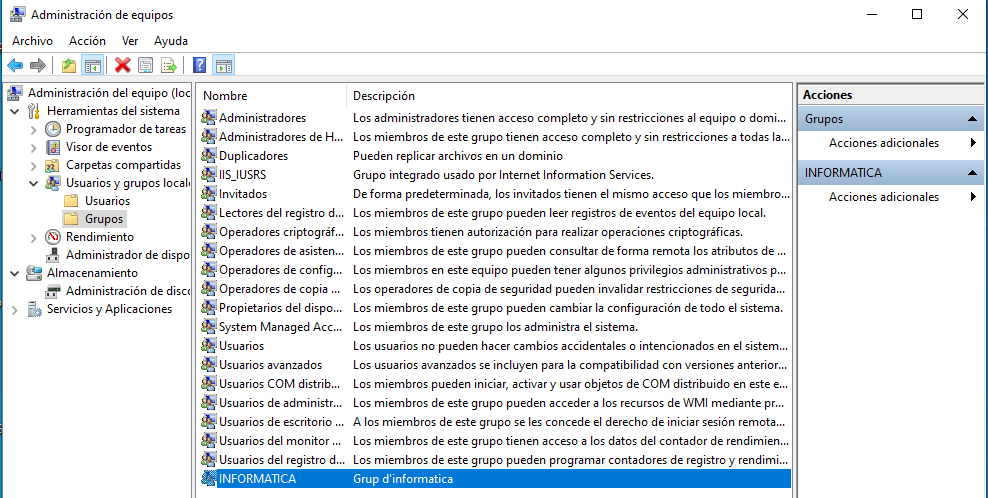 Administración de equipos
Archivo Acción Ver Ayuda
Administración del equipo (loc
Herramientas del sistema
Programador de tareas
Visor de eventos
Carpetas compartidas
Usuarios y grupos locale
Usuarios
Grupos
Rendimiento
Administrador de dispo
Almacenamiento
Administración de disco
Servicios y Aplicaciones
Nombre Descripción
Administradores Los administradores tienen acceso completo y sin restricciones al equipo o domi...
Administradores de H... Los miembros de este grupo tienen acceso completo y sin restricciones a todas la...
Duplicadores Pueden replicar archivos en un dominio
IIS_IUSRS Grupo integrado usado por Internet Information Services.
Invitados De forma predeterminada, los invitados tienen el mismo acceso que los miembro...
Lectores del registro d... Los miembros de este grupo pueden leer registros de eventos del equipo local.
Operadores criptográf... Los miembros tienen autorización para realizar operaciones criptográficas.
Operadores de asisten... Los miembros de este grupo pueden consultar de forma remota los atributos de ...
Operadores de config... Los miembros en este equipo pueden tener algunos privilegios administrativos p...
Operadores de copia ... Los operadores de copia de seguridad pueden invalidar restricciones de segurida...
Propietarios del dispo... Los miembros de este grupo pueden cambiar la configuración de todo el sistema.
System Managed Acc... Los miembros de este grupo los administra el sistema.
Usuarios Los usuarios no pueden hacer cambios accidentales o intencionados en el sistem...
Usuarios avanzados Los usuarios avanzados se incluyen para la compatibilidad con versiones anterior...
Usuarios COM distrib... Los miembros pueden iniciar, activar y usar objetos de COM distribuido en este e...
Usuarios de administr... Los miembros de este grupo pueden acceder a los recursos de WMI mediante pr...
Usuarios de escritorio ... A los miembros de este grupo se les concede el derecho de iniciar sesión remota...
Usuarios del monitor ... Los miembros de este grupo tienen acceso a los datos del contador de rendimien...
Usuarios del registro d... Los miembros de este grupo pueden programar contadores de registro y rendimi...
INFORMATICA Grup d'informatica
Acciones
Grupos
Acciones adicionales
INFORMATICA
Acciones adicionales